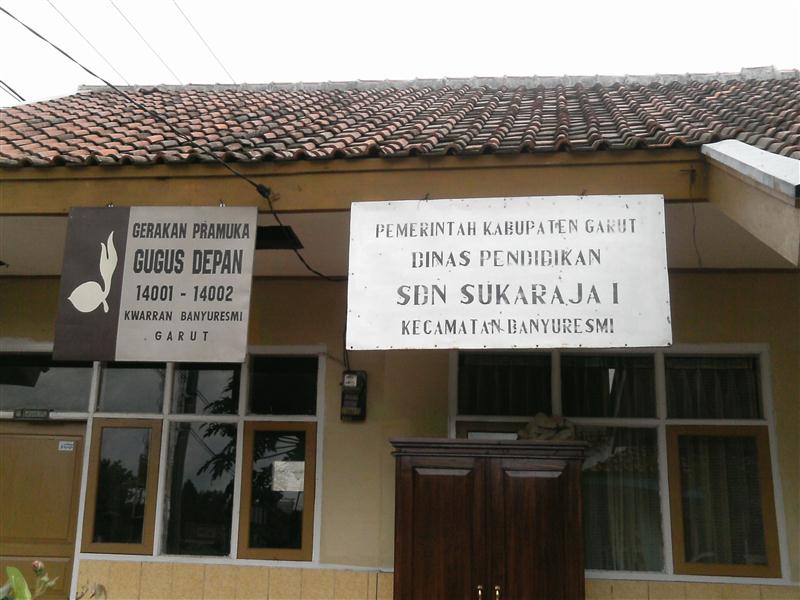 GERAKAN PRAMUKA
GUGUS DEPAN
14001 - 14002
KWARRAN BANYURESMI
GARUT
PEMERINTAH KABUPATEN GARUT
DINAS PENDIDIKAN
SDN SUKARAJA I
KECAMATAN BANYURESMI